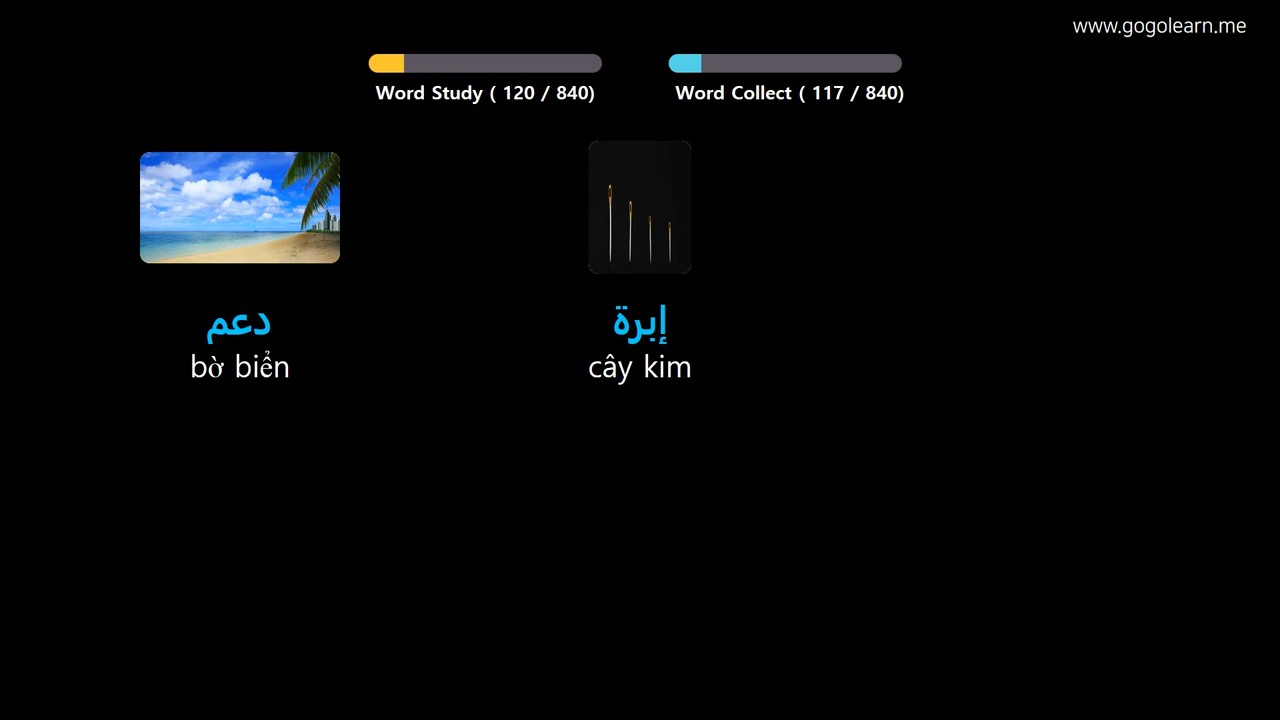 www.gogolearn.me
Word Study ( 120 / 840)
Word Collect ( 117 / 840)
دعم
bờ biển
إبرة
cây kim